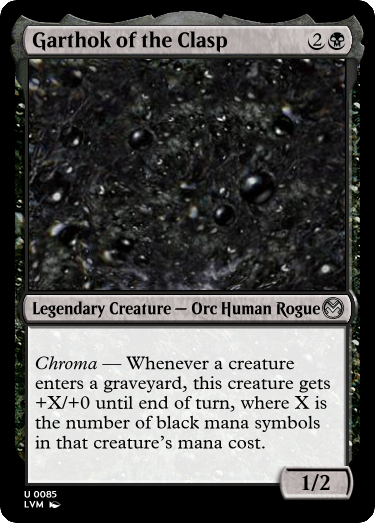 Garthok of the Clasp 2
Legendary Creature — Orc Human Rogue
Chroma — Whenever a creature
enters a graveyard, this creature gets
+X/+0 until end of turn, where X is
the number of black mana symbols
in that creature's mana cost.
1/2
U 0085
LVM